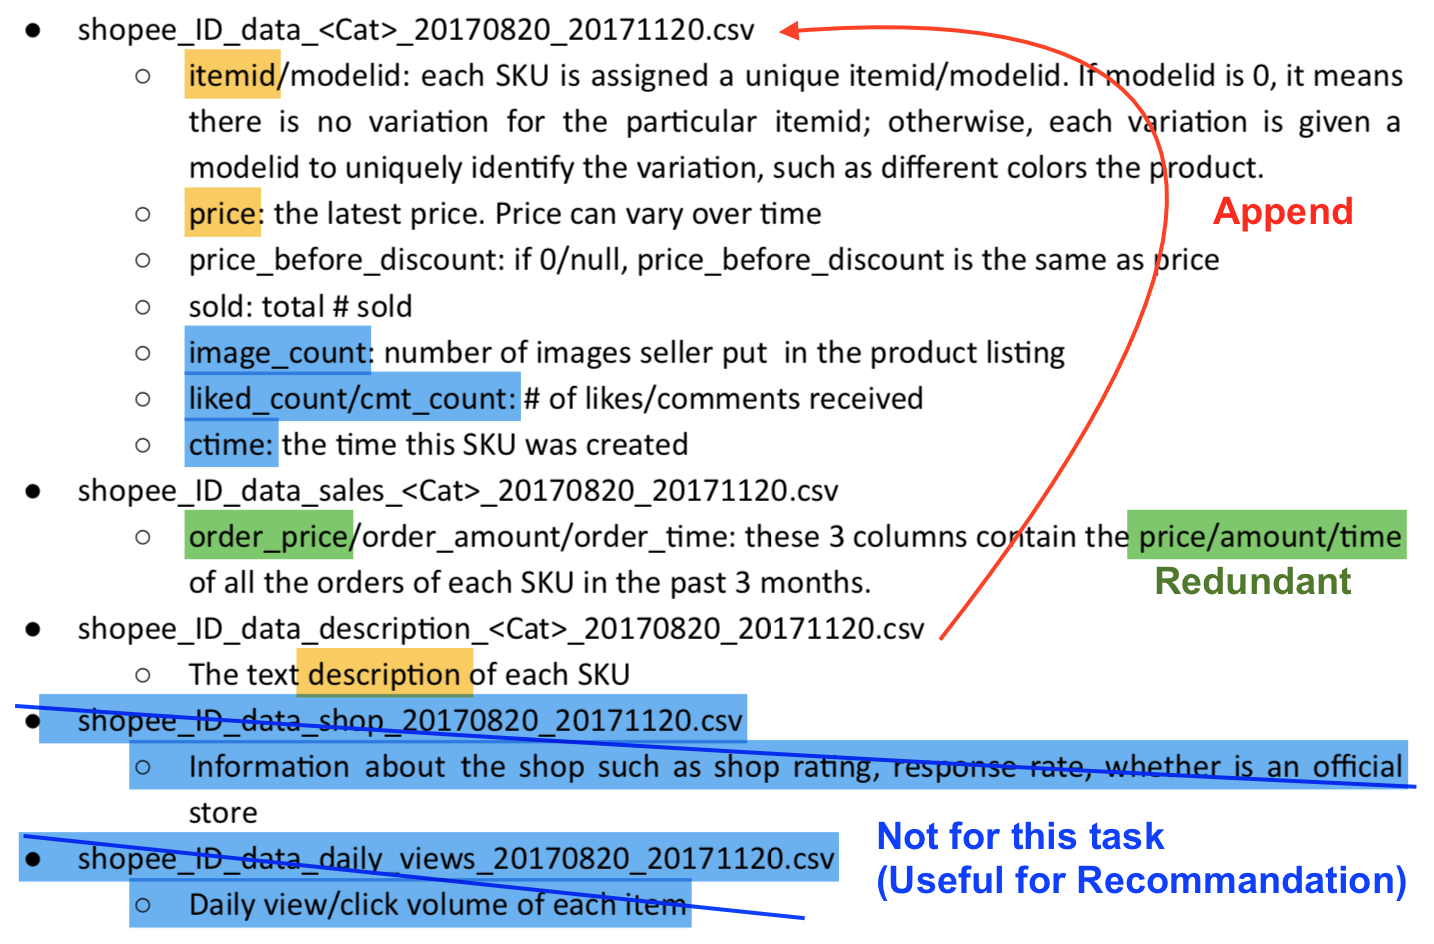 ● shopee_ID_data_<Cat>_20170820_20171120.csv
○ itemid/modelid: each SKU is assigned a unique itemid/modelid. If modelid is 0, it means
there is no variation for the particular itemid; otherwise, each variation is given a
modelid to uniquely identify the variation, such as different colors the product.
○ price: the latest price. Price can vary over time
Append
○ price_before_discount: if 0/null, price_before_discount is the same as price
○ sold: total # sold
○ image_count: number of images seller put in the product listing
○ liked_count/cmt_count: # of likes/comments received
○ ctime: the time this SKU was created
● shopee_ID_data_sales_<Cat>_20170820_20171120.csv
○ order_price/order_amount/order_time: these 3 columns contain the price/amount/time
of all the orders of each SKU in the past 3 months.
Redundant
● shopee_ID_data_description_<Cat>_20170820_20171120.csv
○ The text description of each SKU
● shopee_ID_data_shop_20170820_20171120.csv
○ Information about the shop such as shop rating, response rate, whether is an official
store
● shopee_ID_data_daily_views_20170820_20171120.csv
○ Daily view/click volume of each item
Not for this task
(Useful for Recommandation)